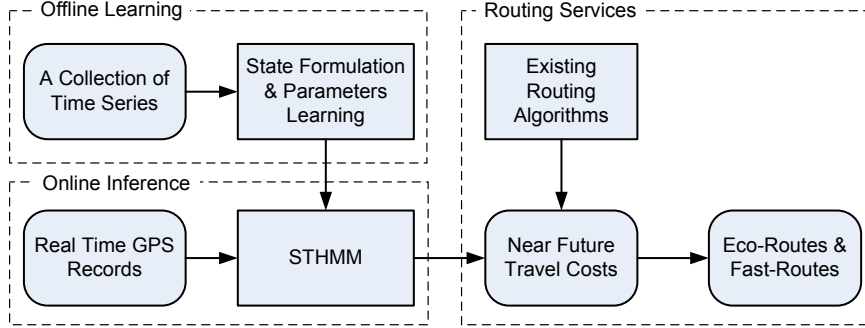 Offline Learning
A Collection of
Time Series
State Formulation
& Parameters
Learning
Online Inference
Real Time GPS
Records
STHMM
Routing Services
Existing
Routing
Algorithms
Near Future
Travel Costs
Eco-Routes &
Fast-Routes